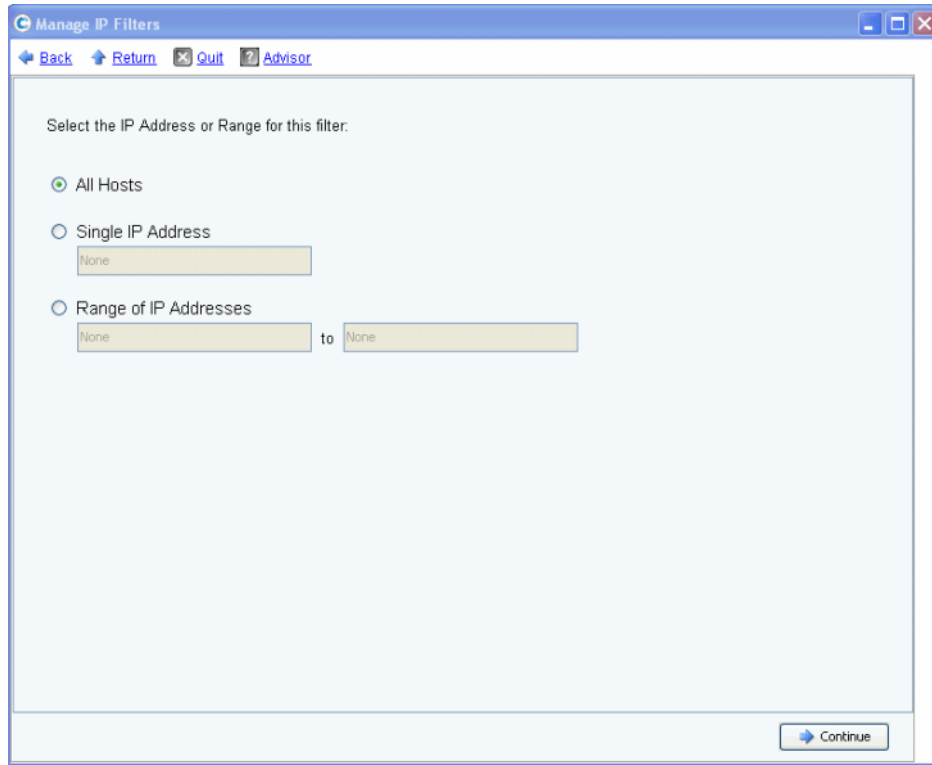 Manage IP Filters
Back Return Quit ? Advisor
Select the IP Address or Range for this filter:
All Hosts
Single IP Address
None
Range of IP Addresses
None to None
Continue